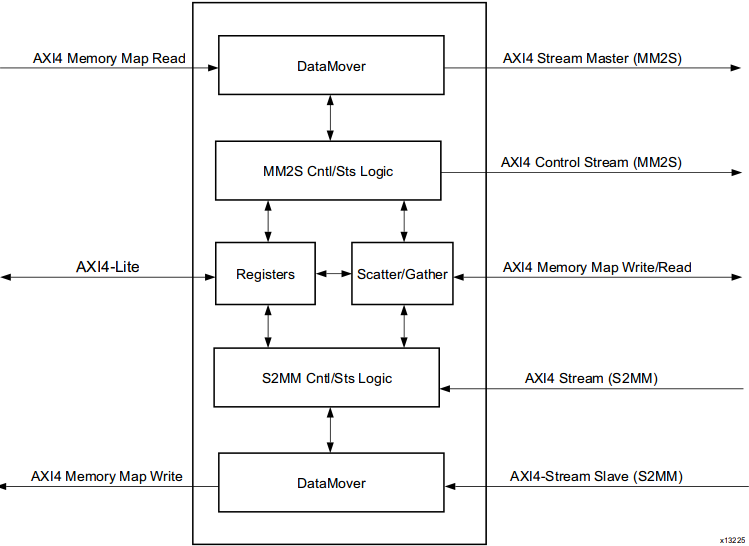 AXI4 Memory Map Read
DataMover
AXI4 Stream Master (MM2S)
MM2S Cntl/Sts Logic
AXI4 Control Stream (MM2S)
AXI4-Lite
Registers
Scatter/Gather
AXI4 Memory Map Write/Read
S2MM Cntl/Sts Logic
AXI4 Stream (S2MM)
AXI4 Memory Map Write
DataMover
AXI4-Stream Slave (S2MM)
x13225